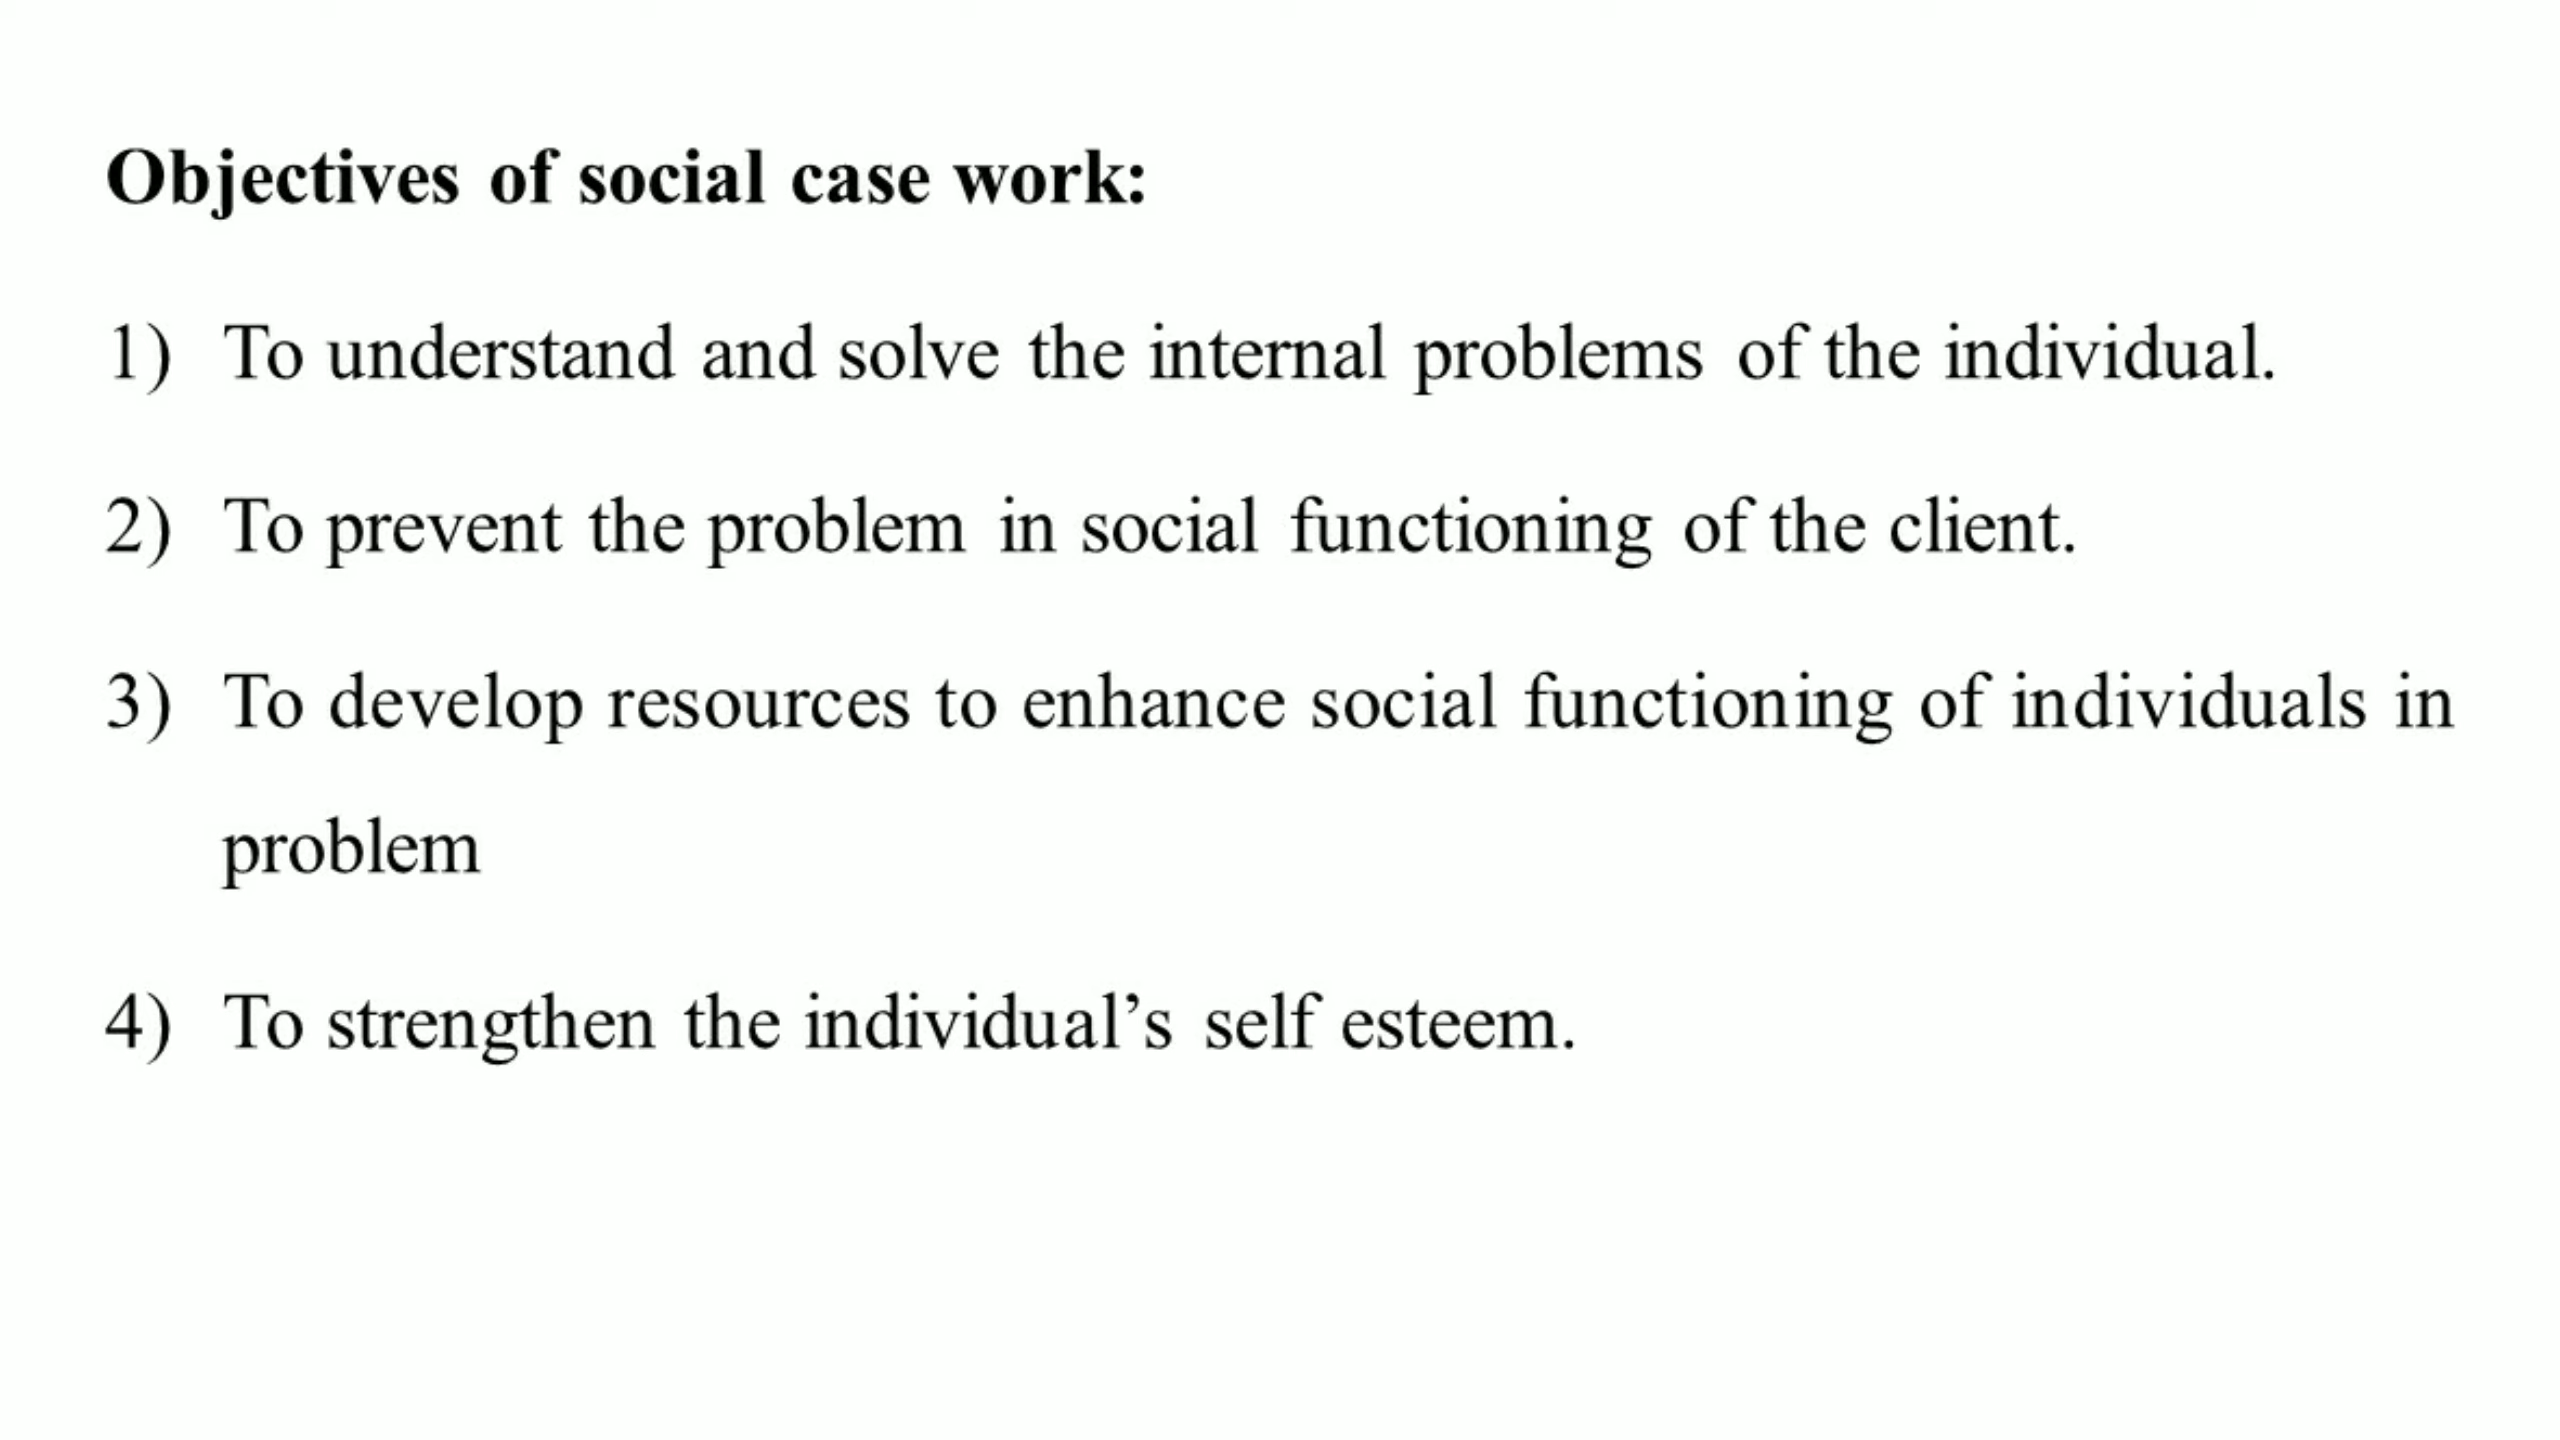 Objectives of social case work:
1) To understand and solve the internal problems of the individual.
2) To prevent the problem in social functioning of the client.
3) To develop resources to enhance social functioning of individuals in
problem
4) To strengthen the individual’s self esteem.